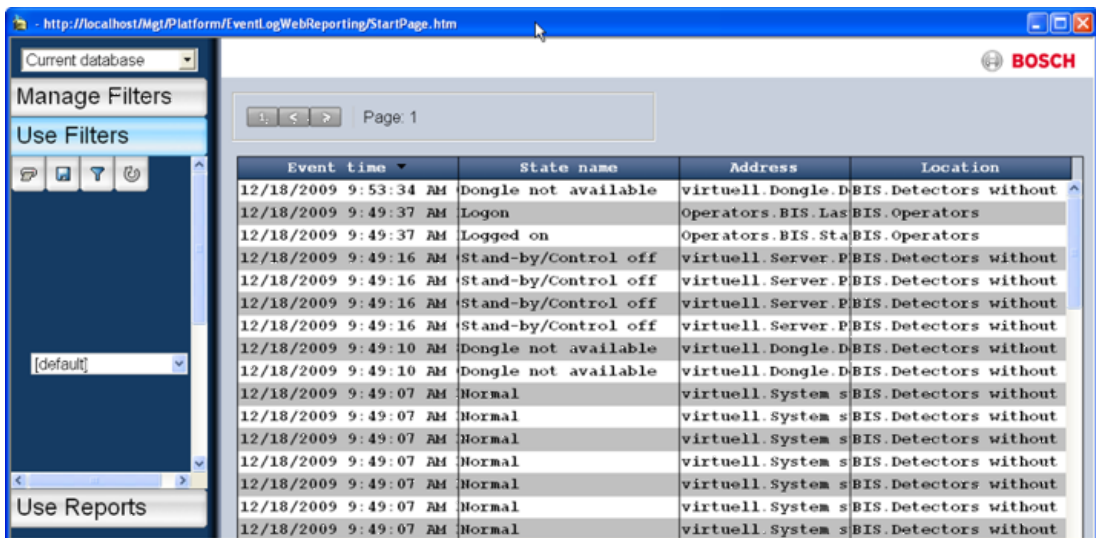 - http://localhost/Mgt/Platform/EventLogWebReporting/StartPage.htm
Current database
BOSCH
Manage Filters
Page: 1
Use Filters
Event time State name Address Location
12/18/2009 9:53:34 AM Dongle not available virtuell.Dongle.D BIS.Detectors without
12/18/2009 9:49:37 AM Logon Operators.BIS.Las BIS.Operators
12/18/2009 9:49:37 AM Logged on Operators.BIS.Sta BIS.Operators
12/18/2009 9:49:16 AM Stand-by/Control off virtuell.Server.P BIS.Detectors without
12/18/2009 9:49:16 AM Stand-by/Control off virtuell.Server.P BIS.Detectors without
12/18/2009 9:49:16 AM Stand-by/Control off virtuell.Server.P BIS.Detectors without
12/18/2009 9:49:16 AM Stand-by/Control off virtuell.Server.P BIS.Detectors without
12/18/2009 9:49:10 AM Dongle not available virtuell.Dongle.D BIS.Detectors without
[default]
12/18/2009 9:49:10 AM Dongle not available virtuell.Dongle.D BIS.Detectors without
12/18/2009 9:49:07 AM Normal virtuell.System s BIS.Detectors without
12/18/2009 9:49:07 AM Normal virtuell.System s BIS.Detectors without
12/18/2009 9:49:07 AM Normal virtuell.System s BIS.Detectors without
12/18/2009 9:49:07 AM Normal virtuell.System s BIS.Detectors without
12/18/2009 9:49:07 AM Normal virtuell.System s BIS.Detectors without
Use Reports
12/18/2009 9:49:07 AM Normal virtuell.System s BIS.Detectors without
12/18/2009 9:49:07 AM Normal virtuell.System s BIS.Detectors without